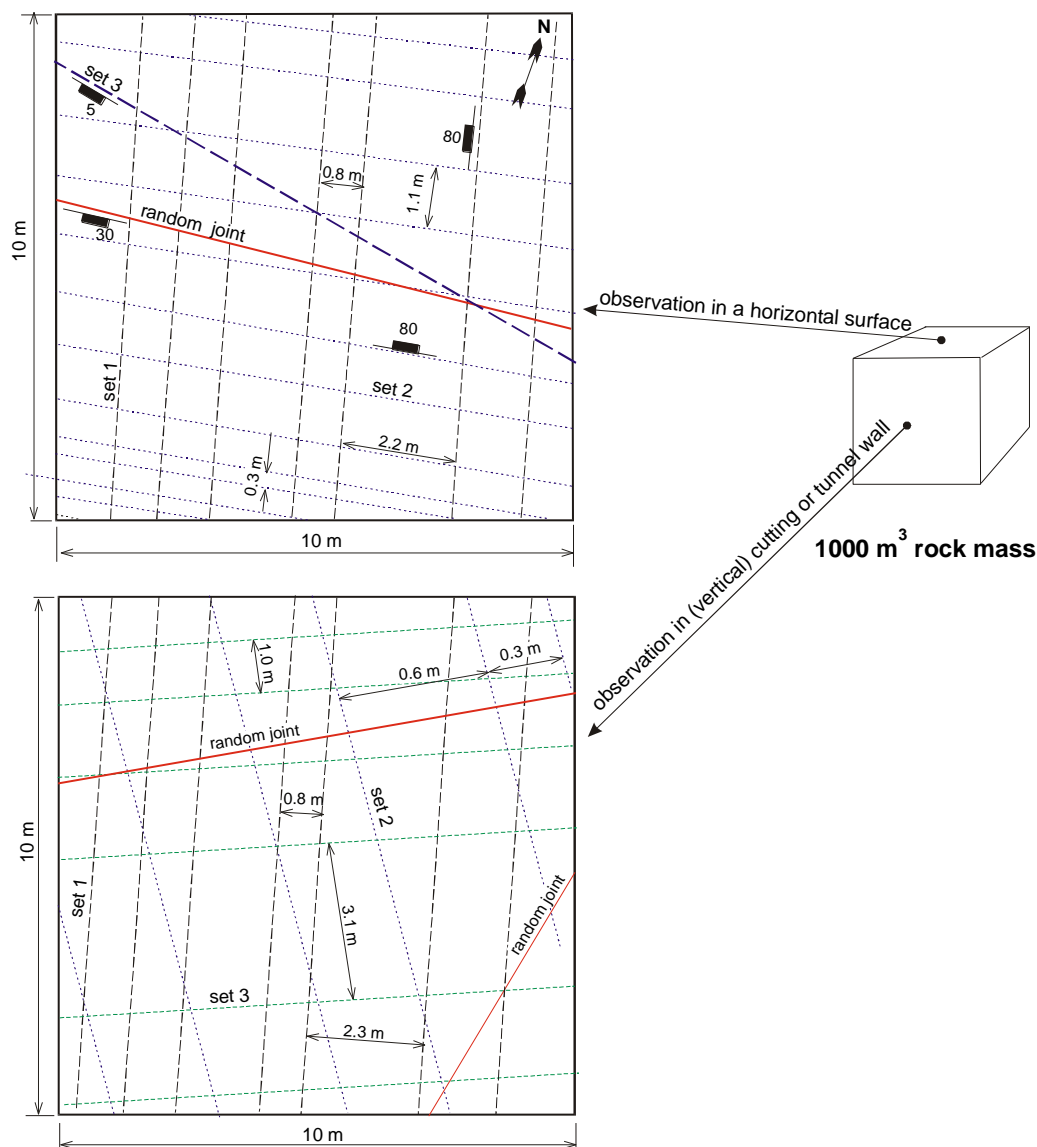 N
set 3
5
80
0.8 m
1.1 m
random joint
30
10 m
80
set 1
set 2
2.2 m
0.3 m
10 m
observation in a horizontal surface
observation in (vertical) cutting or tunnel wall
1000 m³ rock mass
1.0 m
0.3 m
0.6 m
random joint
0.8 m
set 2
10 m
set 1
3.1 m
random joint
set 3
2.3 m
10 m